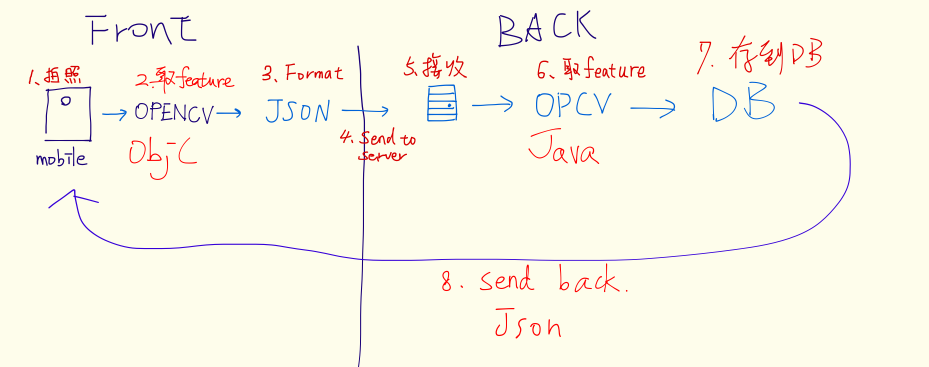 Front
BACK
1、拍照
2.取feature
3、Format
4、Send to
server
5.接收
6、取feature
7. 存到DB
mobile
OPENCV
JSON
OPCV
DB
Obj-C
Java
8. send back.
Json